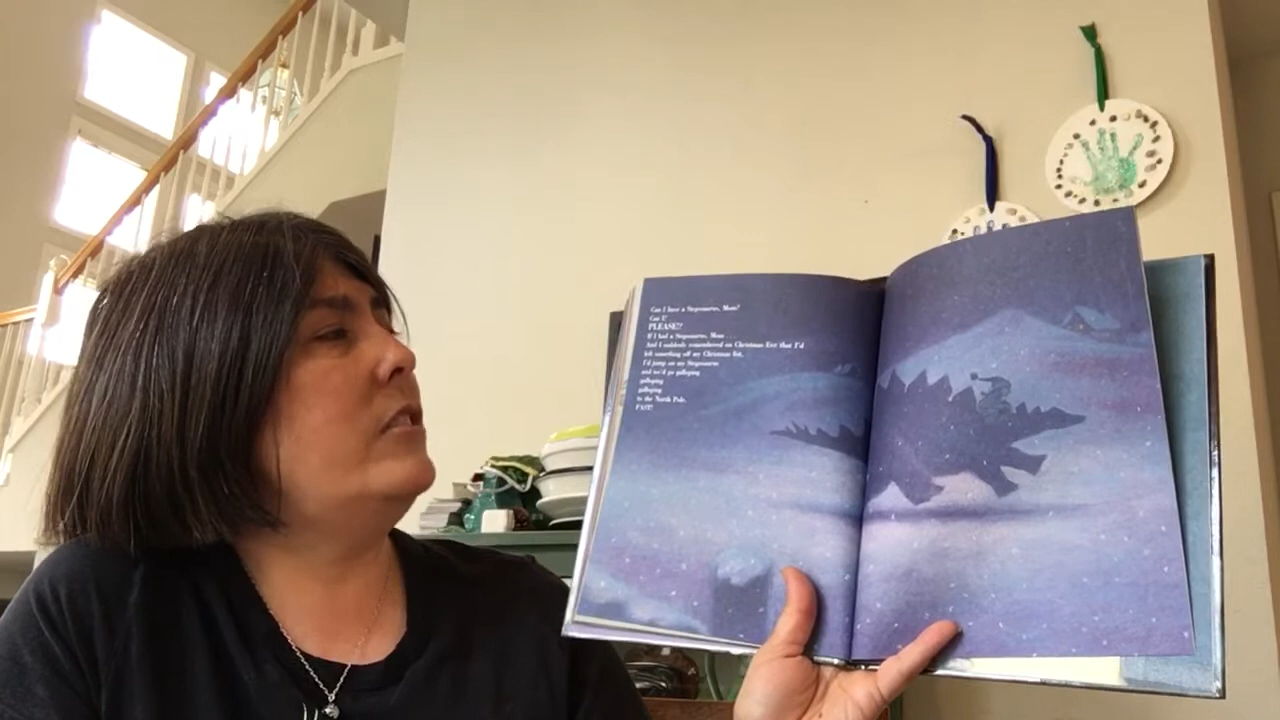 Can I have a Stegosaurus, Mom?
Can I?
PLEASE!?
If I had a Stegosaurus, Mom
And I suddenly remembered on Christmas Eve that I'd
left something off my Christmas list,
I'd jump on my Stegosaurus
and we'd go galloping
galloping
galloping
to the North Pole,
FAST!